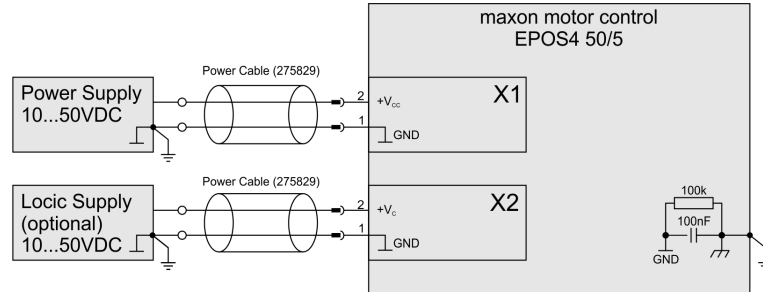 maxon motor control
EPOS4 50/5
Power Cable (275829)
Power Supply
10...50VDC
2
+Vcc
X1
1
GND
Power Cable (275829)
Locic Supply
(optional)
10...50VDC
2
+Vc
X2
1
GND
100k
100nF
GND